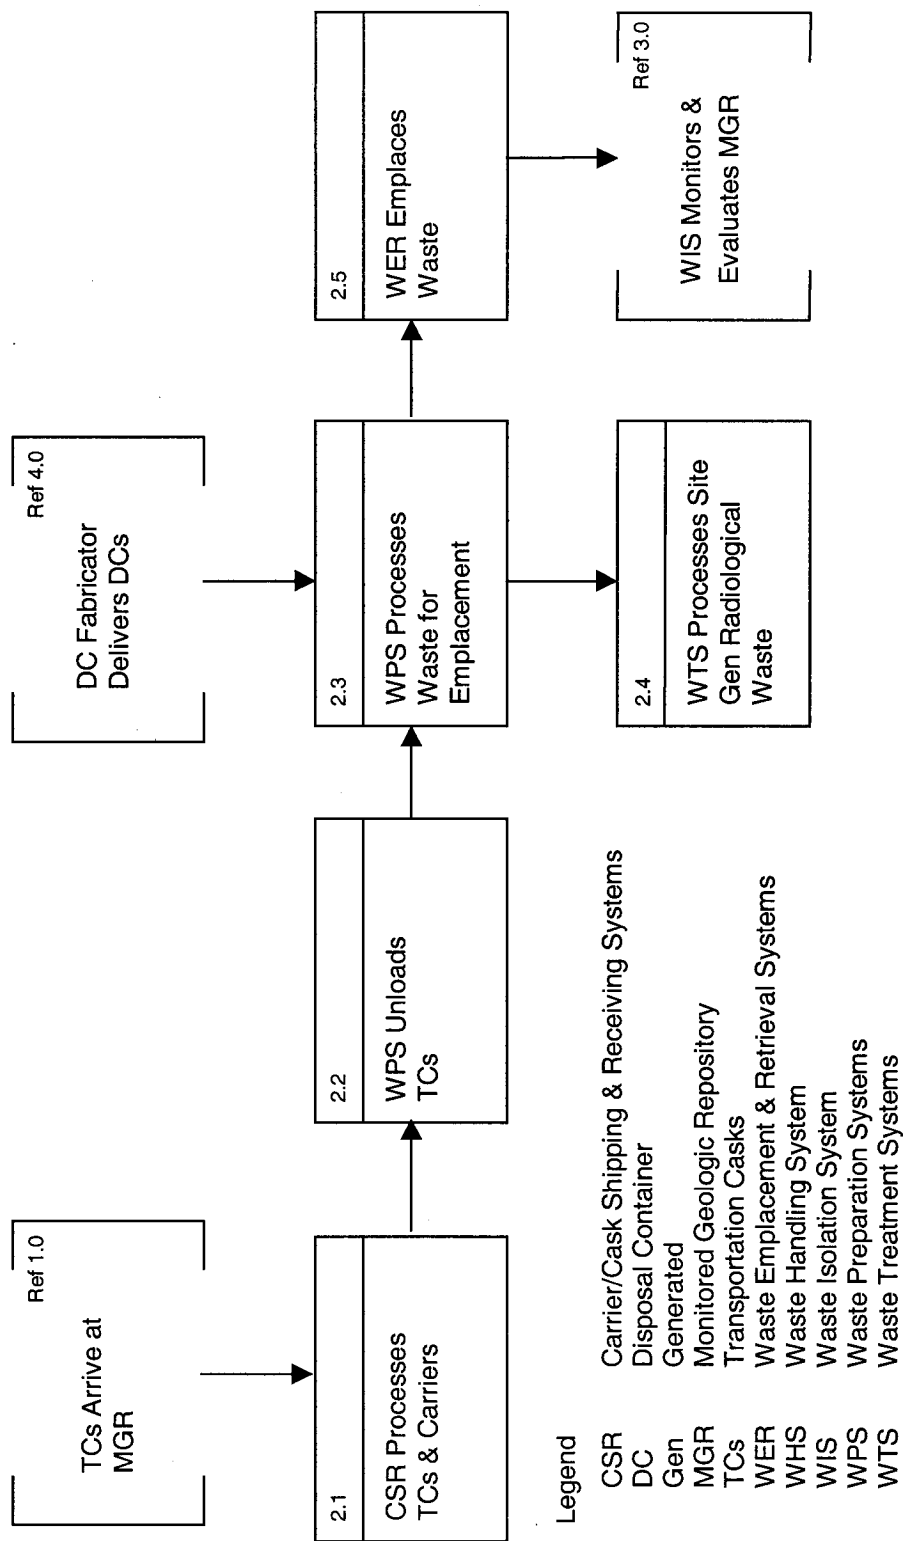 Ref 1.0
TCs Arrive at
MGR
Ref 4.0
DC Fabricator
Delivers DCs
2.1
CSR Processes
TCs & Carriers
2.2
WPS Unloads
TCs
2.3
WPS Processes
Waste for
Emplacement
2.5
WER Emplaces
Waste
2.4
WTS Processes Site
Gen Radiological
Waste
Ref 3.0
WIS Monitors &
Evaluates MGR
Legend
CSR Carrier/Cask Shipping & Receiving Systems
DC Disposal Container
Gen Generated
MGR Monitored Geologic Repository
TCs Transportation Casks
WER Waste Emplacement & Retrieval Systems
WHS Waste Handling System
WIS Waste Isolation System
WPS Waste Preparation Systems
WTS Waste Treatment Systems